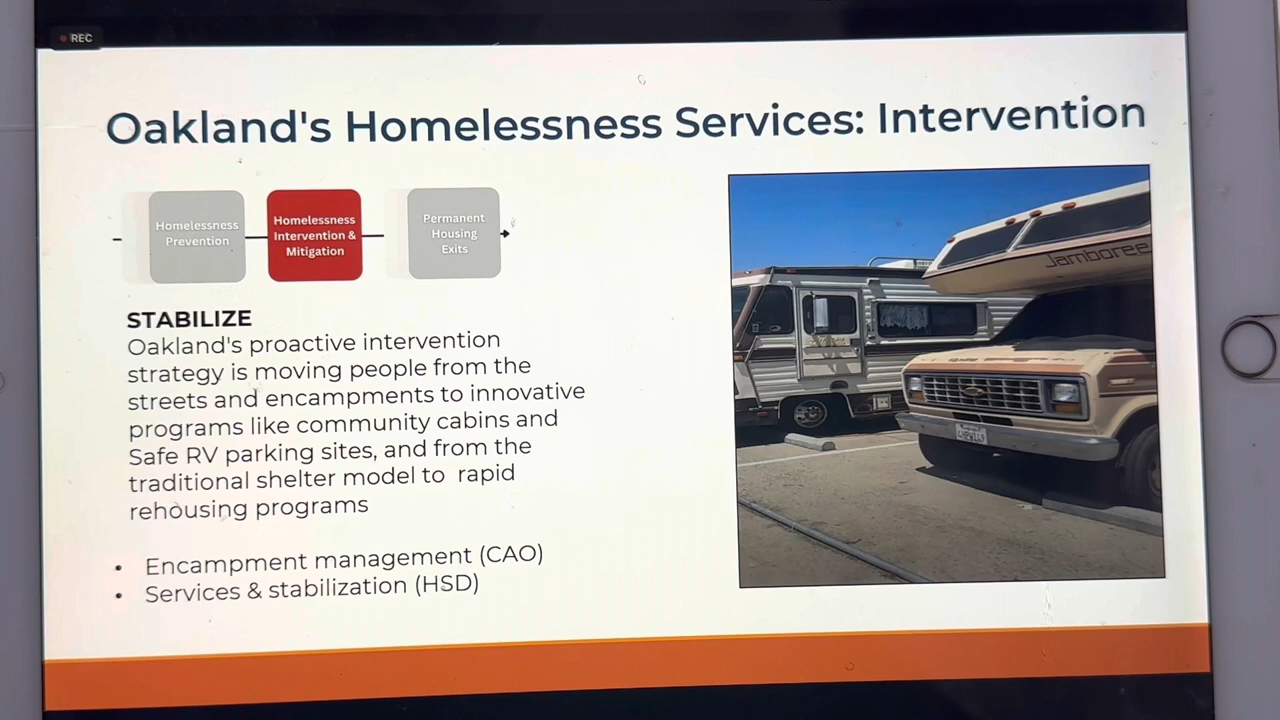 REC
Oakland's Homelessness Services: Intervention
Homelessness
Prevention
Homelessness
Intervention &
Mitigation
Permanent
Housing
Exits
STABILIZE
Oakland's proactive intervention
strategy is moving people from the
streets and encampments to innovative
programs like community cabins and
Safe RV parking sites, and from the
traditional shelter model to rapid
rehousing programs
• Encampment management (CAO)
• Services & stabilization (HSD)
Jamboree